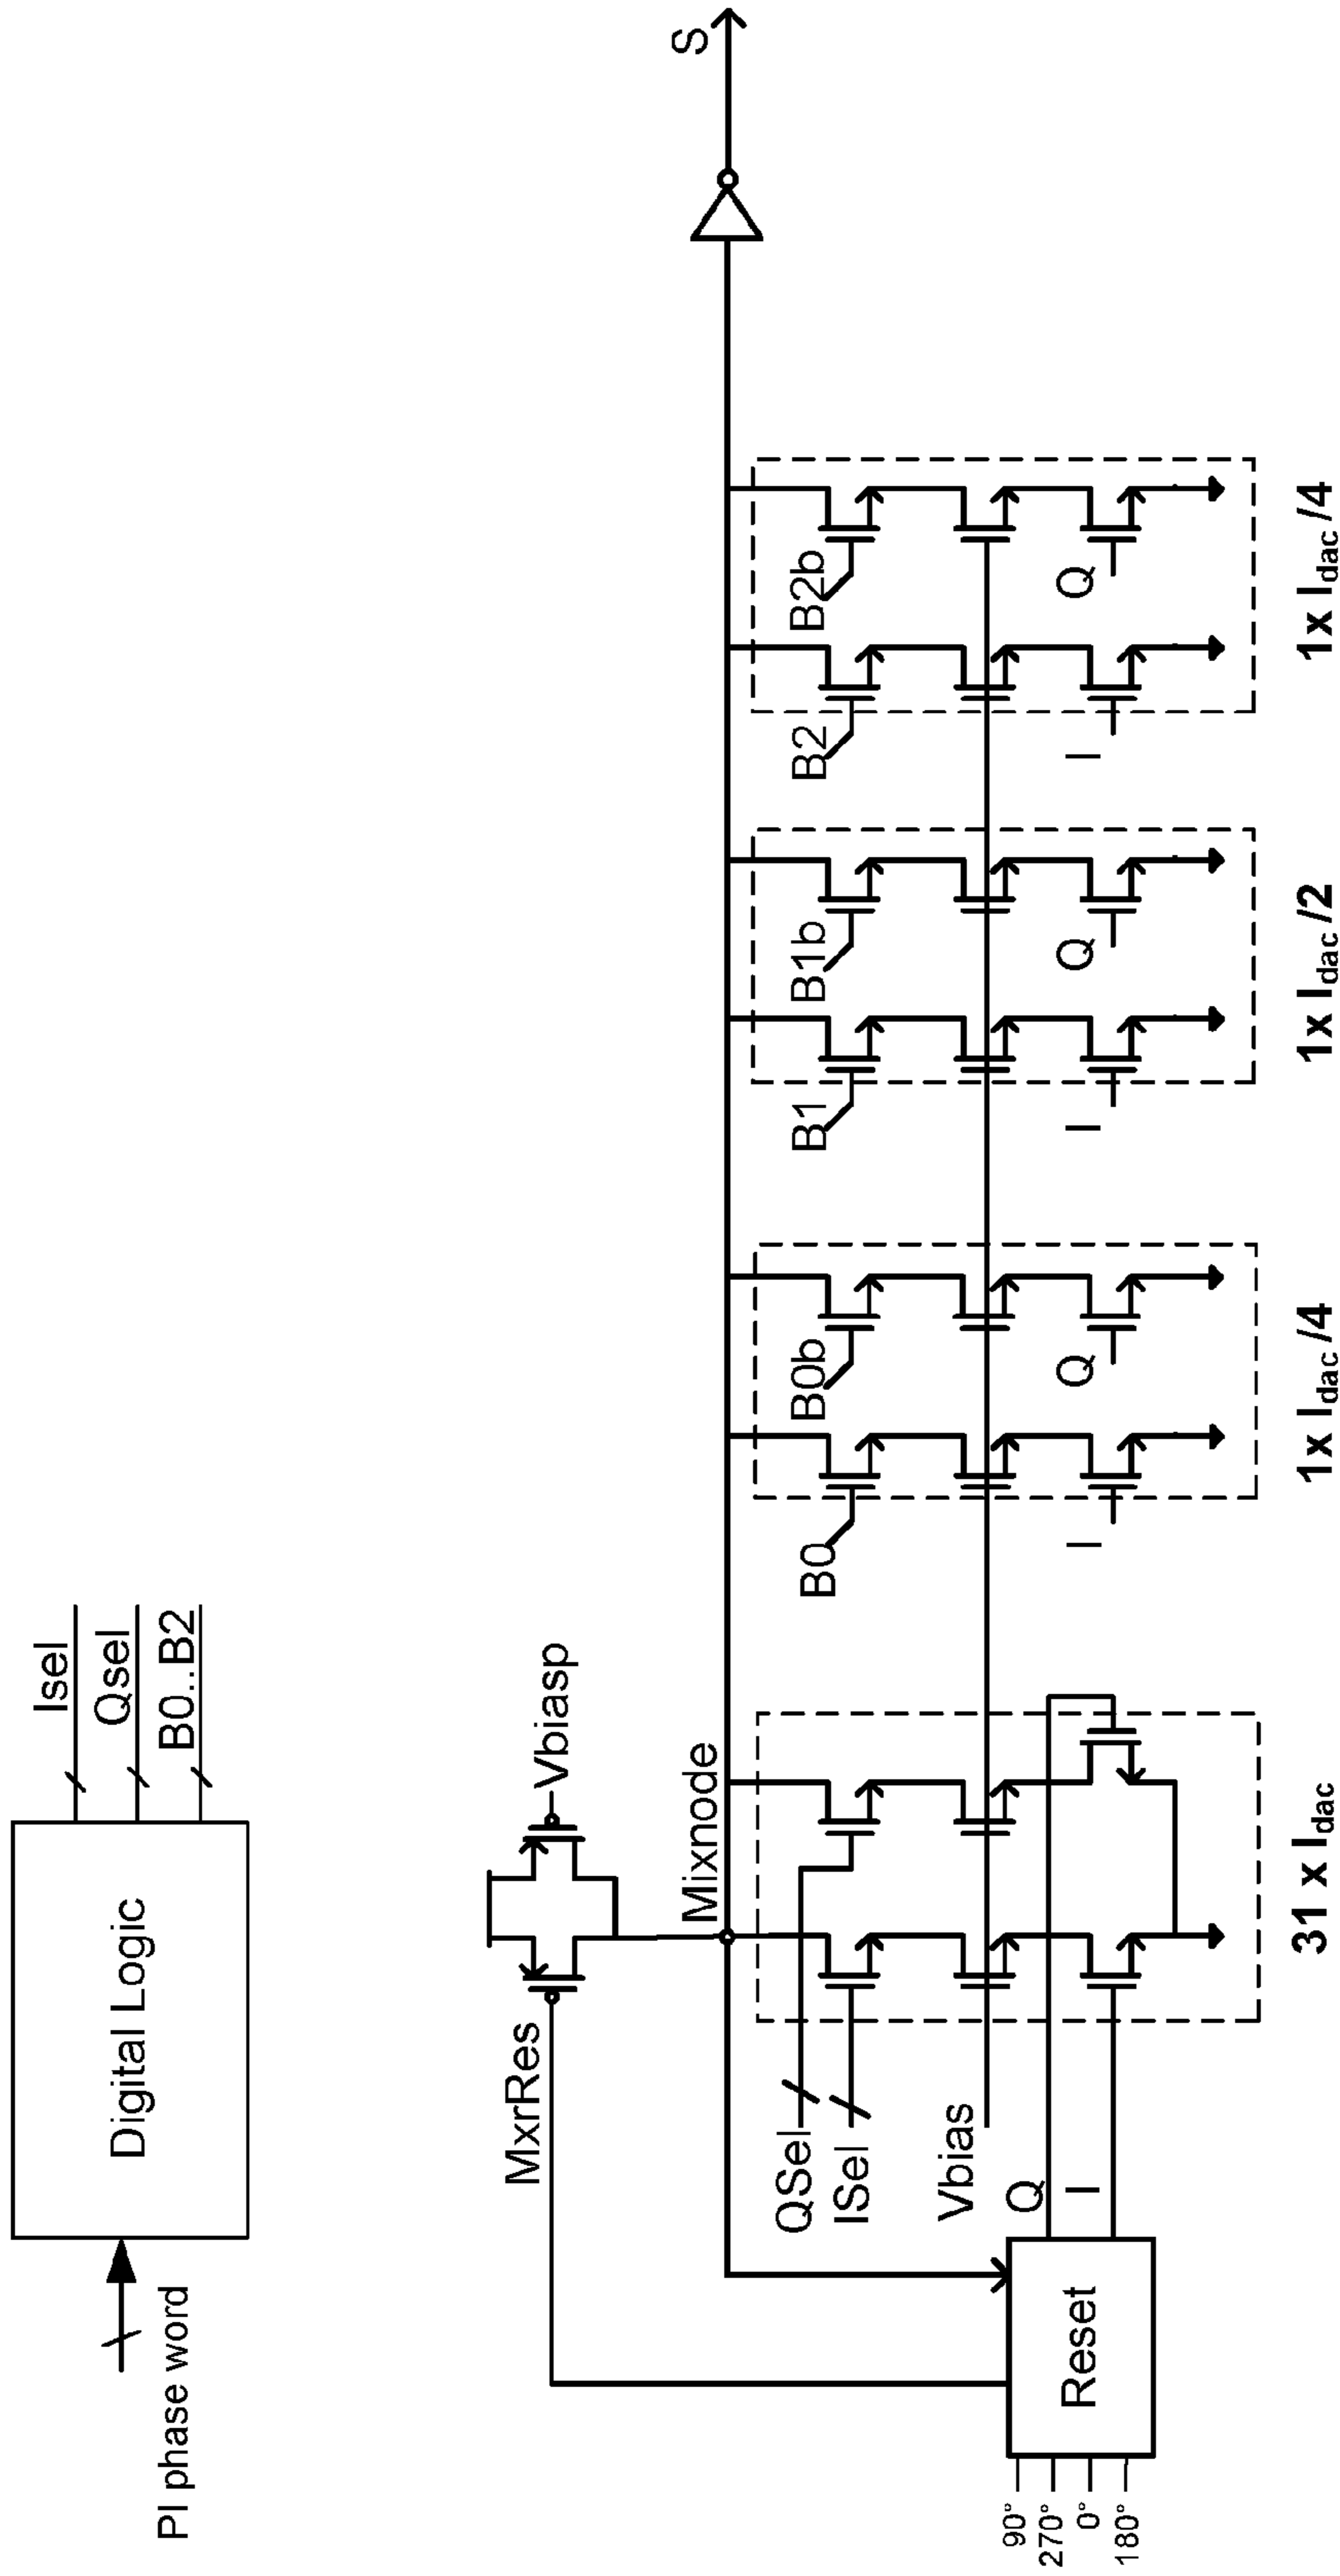 PI phase word
Digital Logic
Isel
Qsel
B0..B2
MxrRes
Vbiasp
Mixnode
S
QSel
ISel
Vbias
Q
I
Reset
90°
270°
0°
180°
B0
B0b
I
Q
B1
B1b
I
Q
B2
B2b
I
Q
31 x Idac
1x Idac /4
1x Idac /2
1x Idac /4